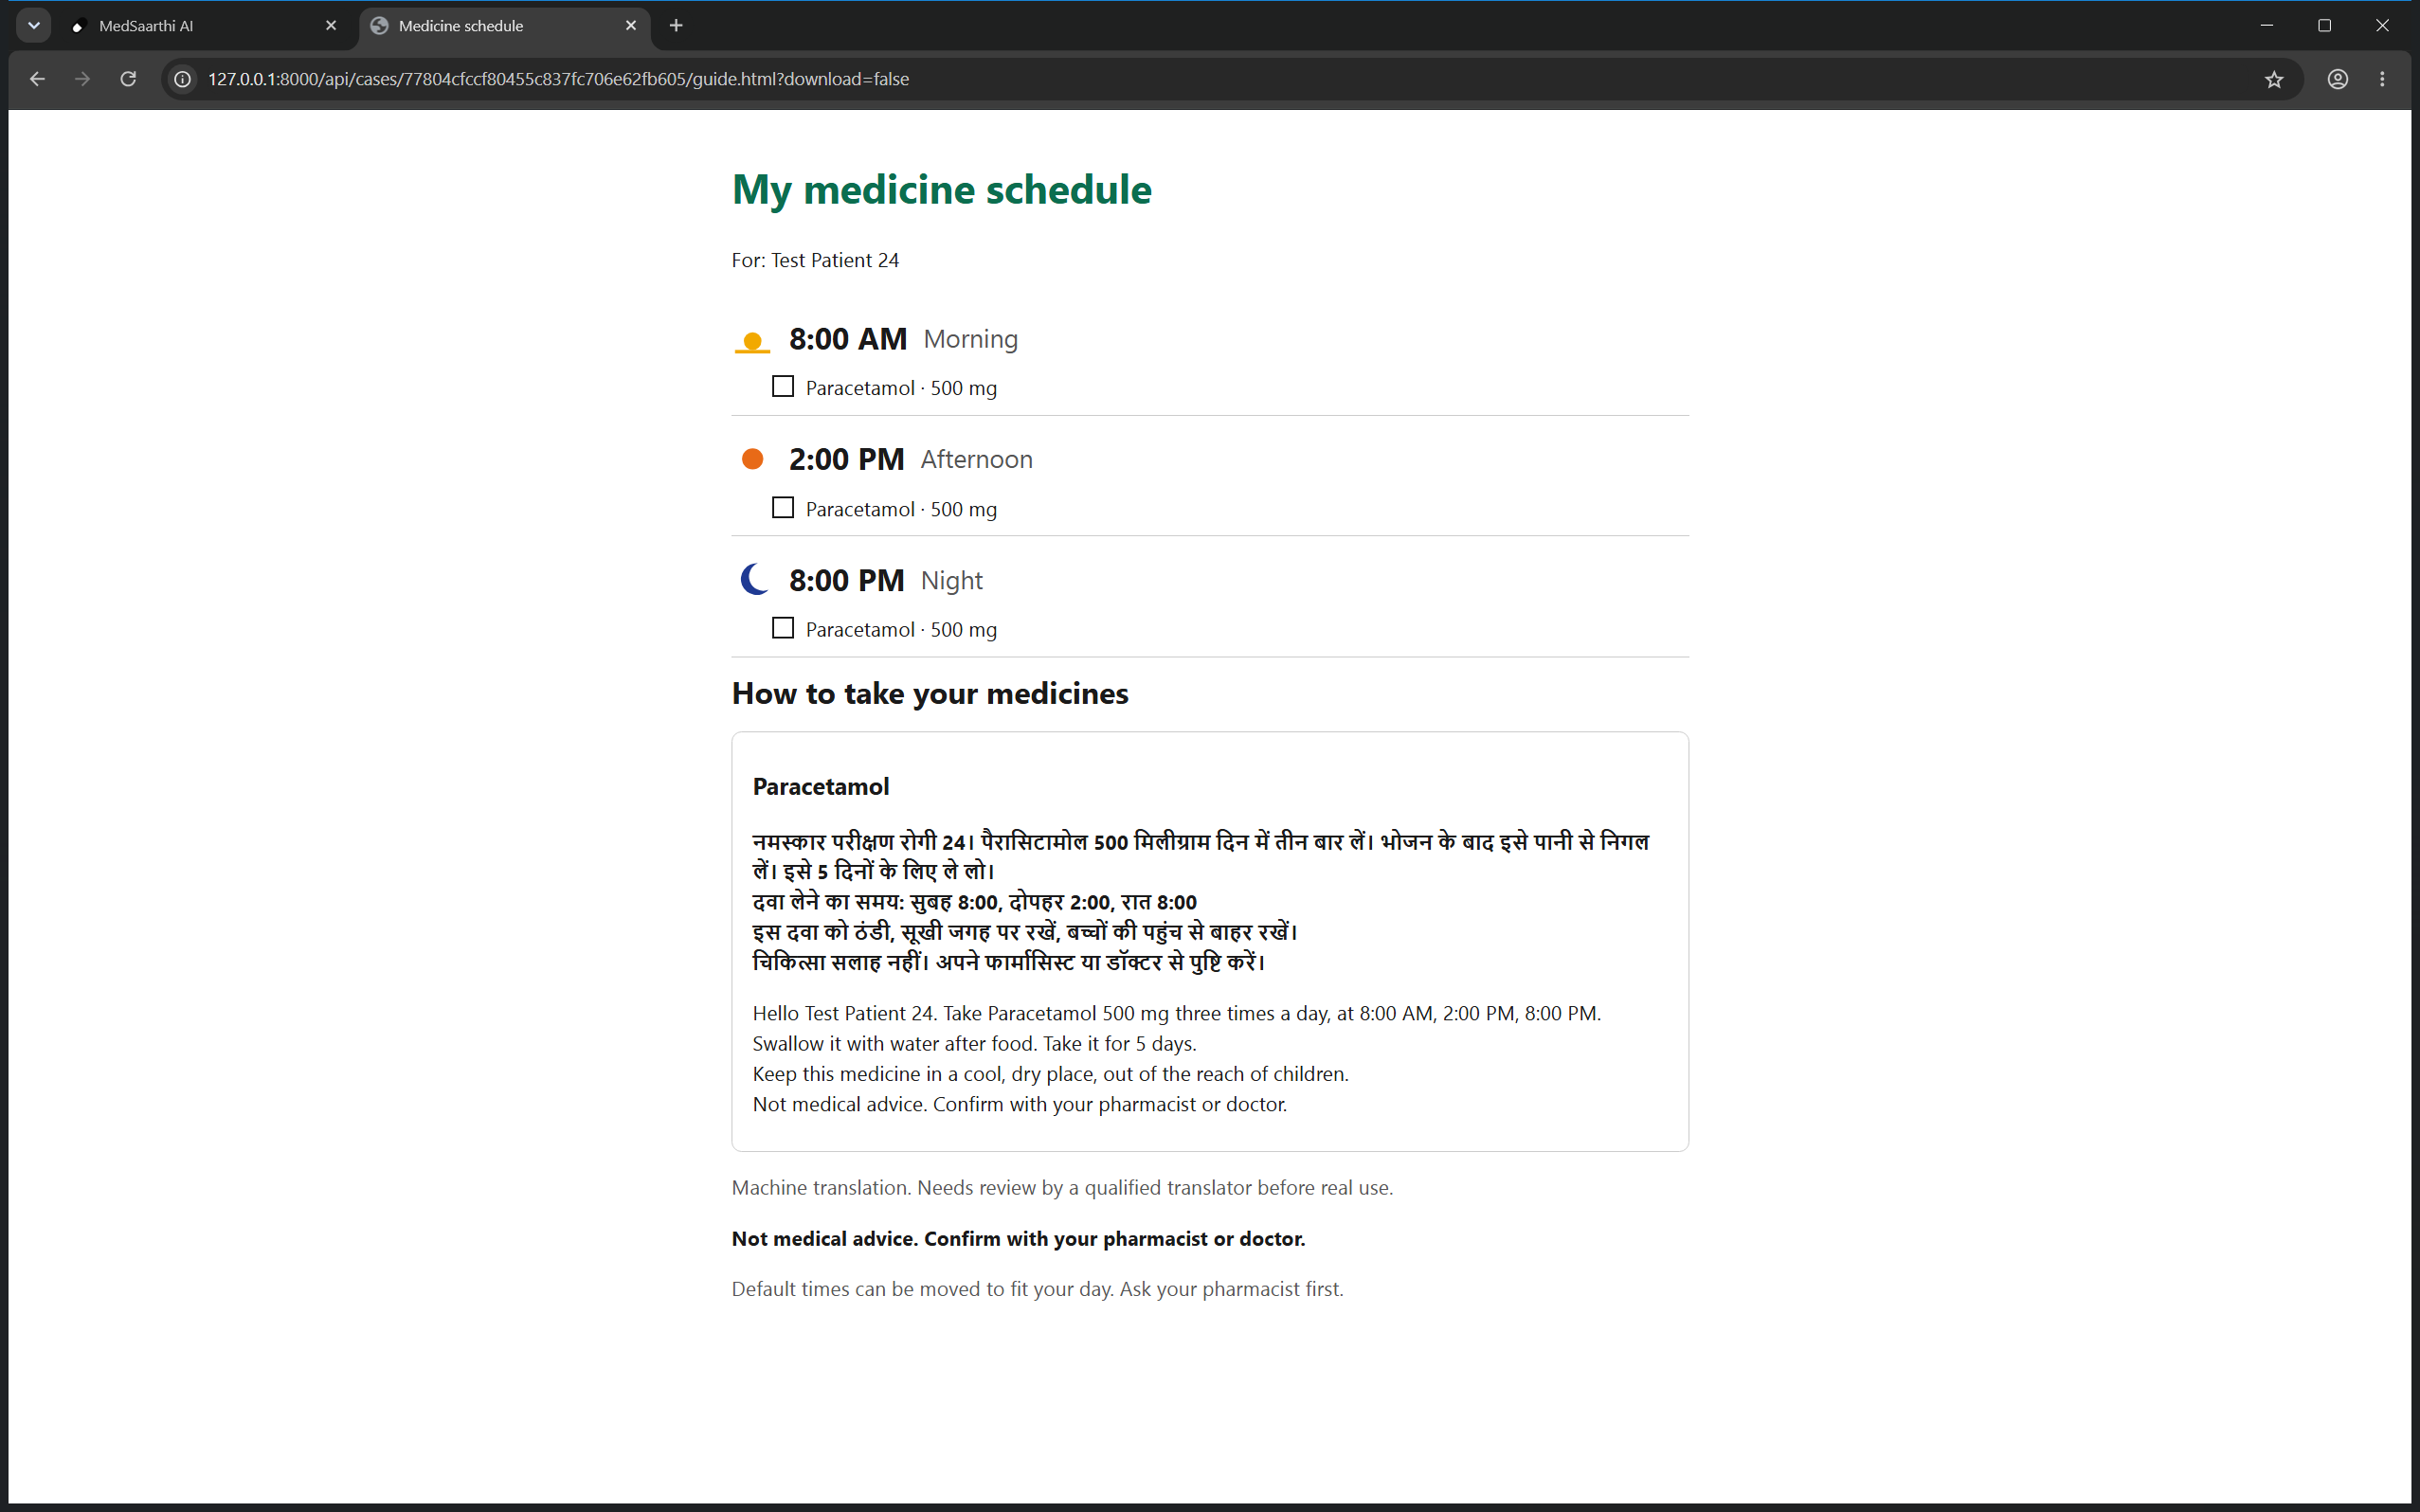 MedSaarthi AI
Medicine schedule
127.0.0.1:8000/api/cases/77804cfccf80455c837fc706e62fb605/guide.html?download=false
My medicine schedule
For: Test Patient 24
8:00 AM Morning
Paracetamol · 500 mg
2:00 PM Afternoon
Paracetamol · 500 mg
8:00 PM Night
Paracetamol · 500 mg
How to take your medicines
Paracetamol
नमस्कार परीक्षण रोगी 24। पैरासिटामोल 500 मिलीग्राम दिन में तीन बार लें। भोजन के बाद इसे पानी से निगल
लें। इसे 5 दिनों के लिए ले लो।
दवा लेने का समय: सुबह 8:00, दोपहर 2:00, रात 8:00
इस दवा को ठंडी, सूखी जगह पर रखें, बच्चों की पहुंच से बाहर रखें।
चिकित्सा सलाह नहीं। अपने फार्मासिस्ट या डॉक्टर से पुष्टि करें।
Hello Test Patient 24. Take Paracetamol 500 mg three times a day, at 8:00 AM, 2:00 PM, 8:00 PM.
Swallow it with water after food. Take it for 5 days.
Keep this medicine in a cool, dry place, out of the reach of children.
Not medical advice. Confirm with your pharmacist or doctor.
Machine translation. Needs review by a qualified translator before real use.
Not medical advice. Confirm with your pharmacist or doctor.
Default times can be moved to fit your day. Ask your pharmacist first.